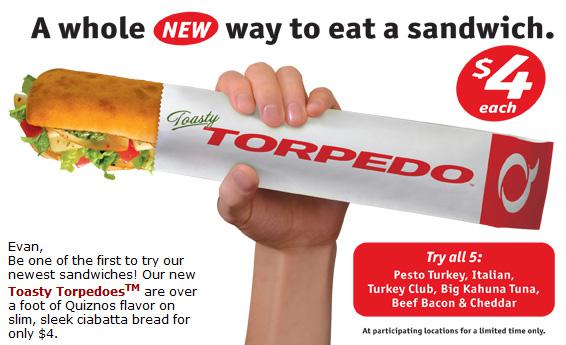 A whole NEW way to eat a sandwich.
$4
each
Toasty
TORPEDO™
Q
Evan,
Be one of the first to try our
newest sandwiches! Our new
Toasty Torpedoes™ are over
a foot of Quiznos flavor on
slim, sleek ciabatta bread for
only $4.
Try all 5:
Pesto Turkey, Italian,
Turkey Club, Big Kahuna Tuna,
Beef Bacon & Cheddar
At participating locations for a limited time only.